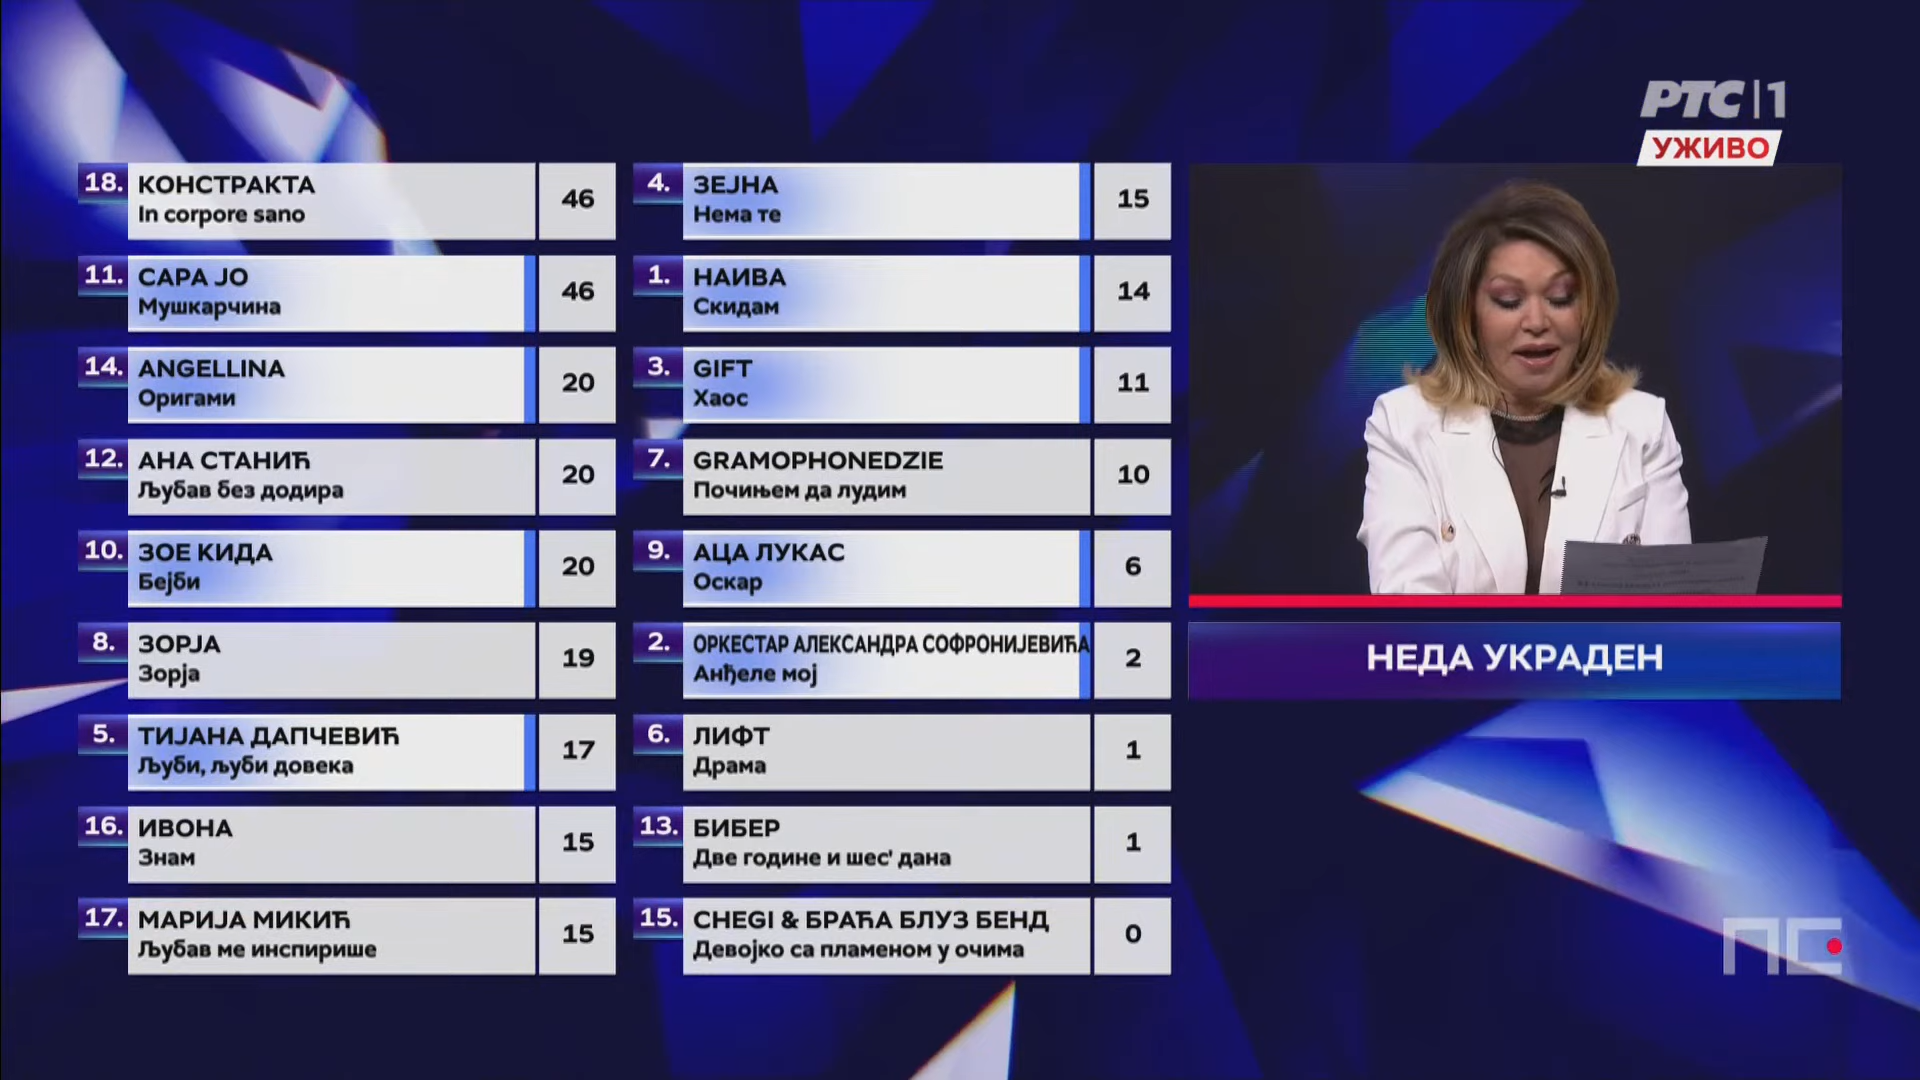 РТС|1
УЖИВО
18. КОНСТРАКТА
In corpore sano
46
11. САРА ЈО
Мушкарчина
46
14. ANGELLINA
Оригами
20
12. АНА СТАНИЋ
Љубав без додира
20
10. ЗОЕ КИДА
Бејби
20
8. ЗОРЈА
Зорја
19
5. ТИЈАНА ДАПЧЕВИЋ
Љуби, љуби довека
17
16. ИВОНА
Знам
15
17. МАРИЈА МИКИЋ
Љубав ме инспирише
15
4. ЗЕЈНА
Нема те
15
1. НАИВА
Скидам
14
3. GIFT
Хаос
11
7. GRAMOPHONEDZIE
Почињем да лудим
10
9. АЦА ЛУКАС
Оскар
6
2. ОРКЕСТАР АЛЕКСАНДРА СОФРОНИЈЕВИЋА
Анђеле мој
2
6. ЛИФТ
Драма
1
13. БИБЕР
Две године и шес' дана
1
15. CHEGI & БРАЋА БЛУЗ БЕНД
Девојко са пламеном у очима
0
НЕДА УКРАДЕН
ПС